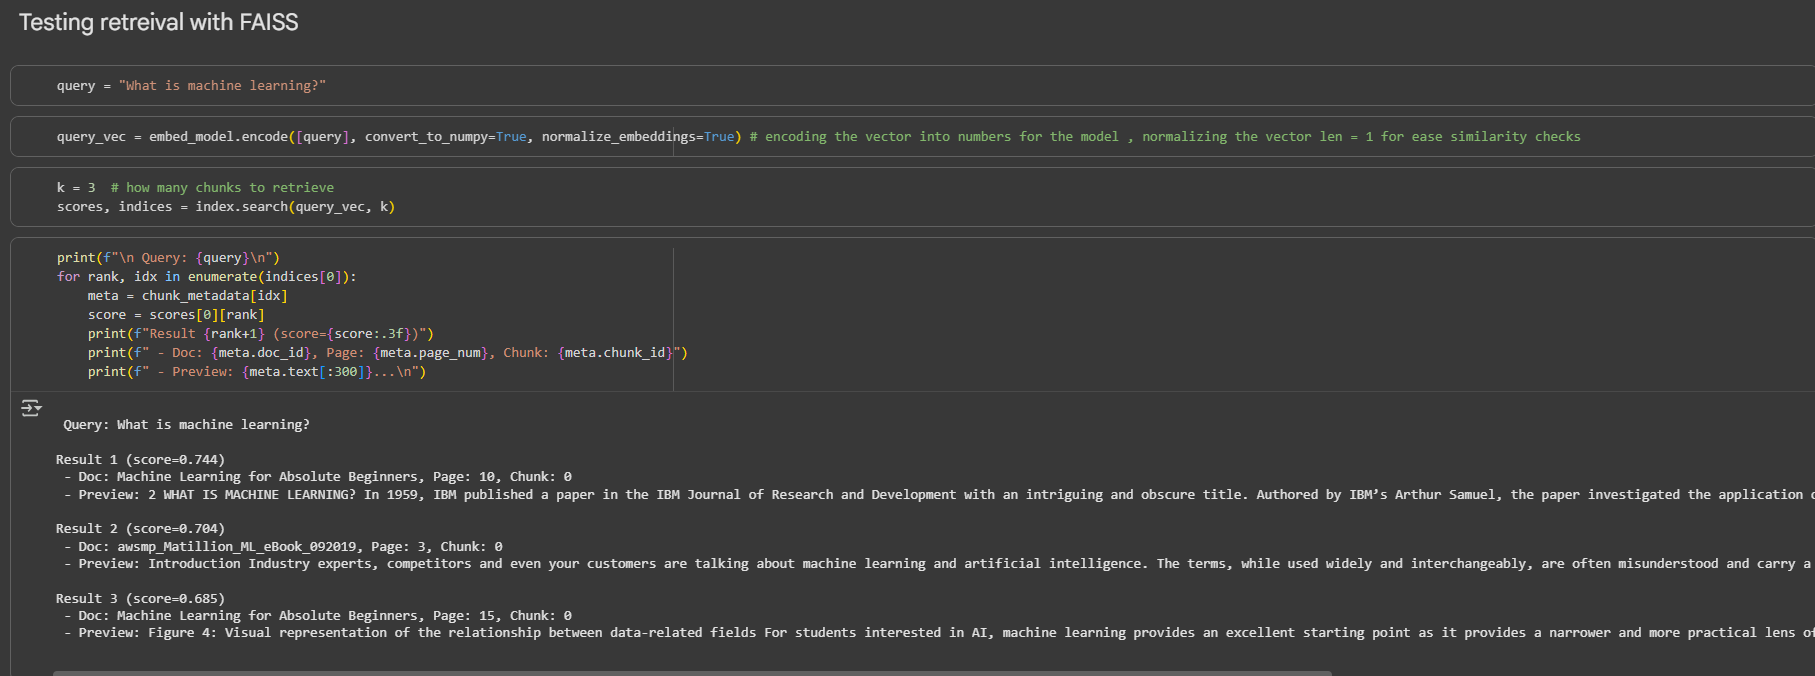 Testing retreival with FAISS
query = "What is machine learning?"
query_vec = embed_model.encode([query], convert_to_numpy=True, normalize_embeddings=True) # encoding the vector into numbers for the model , normalizing the vector len = 1 for ease similarity checks
k = 3  # how many chunks to retrieve
scores, indices = index.search(query_vec, k)
print(f"\n Query: {query}\n")
for rank, idx in enumerate(indices[0]):
    meta = chunk_metadata[idx]
    score = scores[0][rank]
    print(f"Result {rank+1} (score={score:.3f})")
    print(f" - Doc: {meta.doc_id}, Page: {meta.page_num}, Chunk: {meta.chunk_id}")
    print(f" - Preview: {meta.text[:300]}...\n")
Query: What is machine learning?
Result 1 (score=0.744)
 - Doc: Machine Learning for Absolute Beginners, Page: 10, Chunk: 0
 - Preview: 2 WHAT IS MACHINE LEARNING? In 1959, IBM published a paper in the IBM Journal of Research and Development with an intriguing and obscure title. Authored by IBM’s Arthur Samuel, the paper investigated the application
Result 2 (score=0.704)
 - Doc: awsmp_Matillion_ML_eBook_092019, Page: 3, Chunk: 0
 - Preview: Introduction Industry experts, competitors and even your customers are talking about machine learning and artificial intelligence. The terms, while used widely and interchangeably, are often misunderstood and carry a
Result 3 (score=0.685)
 - Doc: Machine Learning for Absolute Beginners, Page: 15, Chunk: 0
 - Preview: Figure 4: Visual representation of the relationship between data-related fields For students interested in AI, machine learning provides an excellent starting point as it provides a narrower and more practical lens